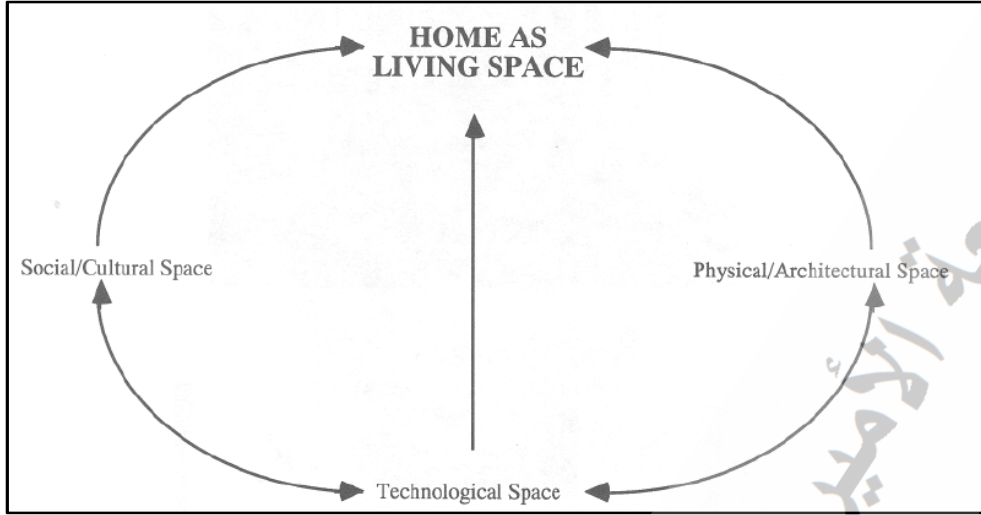 HOME AS
LIVING SPACE
Social/Cultural Space
Physical/Architectural Space
Technological Space